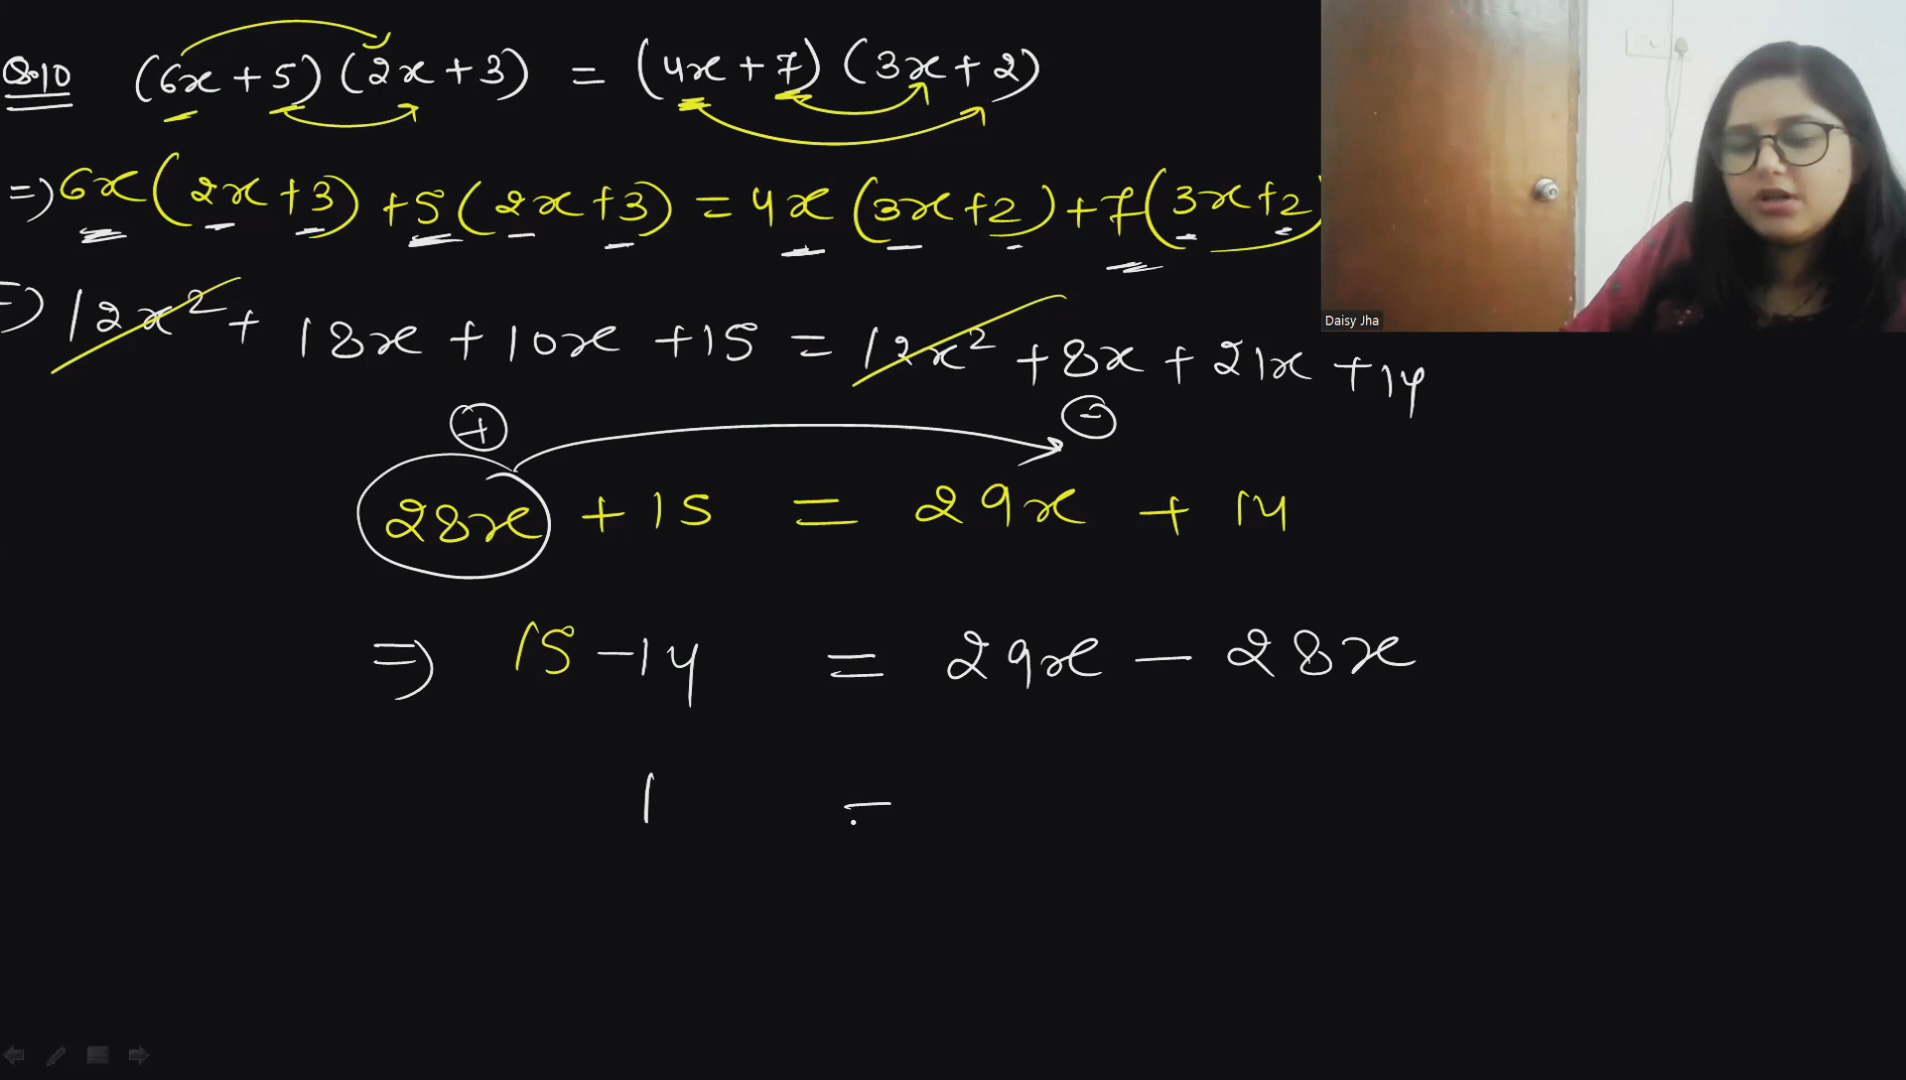 Q.10 (6x + 5) (2x + 3) = (4x + 7) (3x + 2)
=> 6x (2x + 3) + 5 (2x + 3) = 4x (3x + 2) + 7 (3x + 2
=> 12x² + 18x + 10x + 15 = 12x² + 8x + 21x + 14
+ -
28x + 15 = 29x + 14
=> 15 - 14 = 29x - 28x
1 =
Daisy Jha